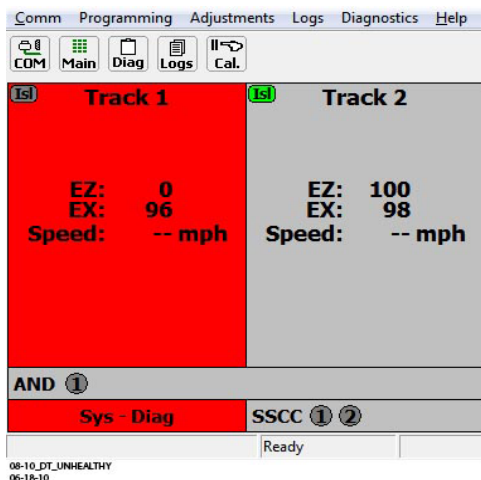 Comm Programming Adjustments Logs Diagnostics Help
COM Main Diag Logs Cal.
Isl Track 1 Isl Track 2
EZ: 0 EZ: 100
EX: 96 EX: 98
Speed: -- mph Speed: -- mph
AND 1
Sys - Diag SSCC 1 2
Ready
08-10_DT_UNHEALTHY
06-18-10